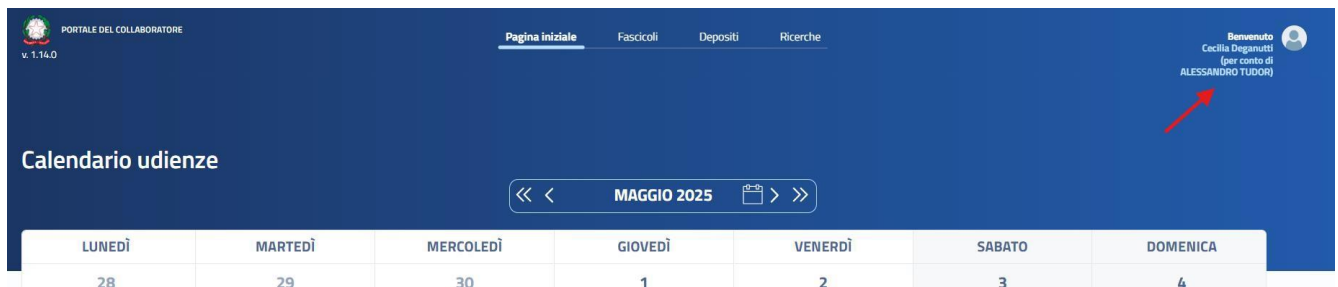 PORTALE DEL COLLABORATORE
v. 1.14.0
Pagina iniziale Fascicoli Depositi Ricerche
Benvenuto
Cecilia Deganutti
(per conto di
ALESSANDRO TUDOR)
Calendario udienze
MAGGIO 2025
LUNEDÌ MARTEDÌ MERCOLEDÌ GIOVEDÌ VENERDÌ SABATO DOMENICA
28 29 30 1 2 3 4